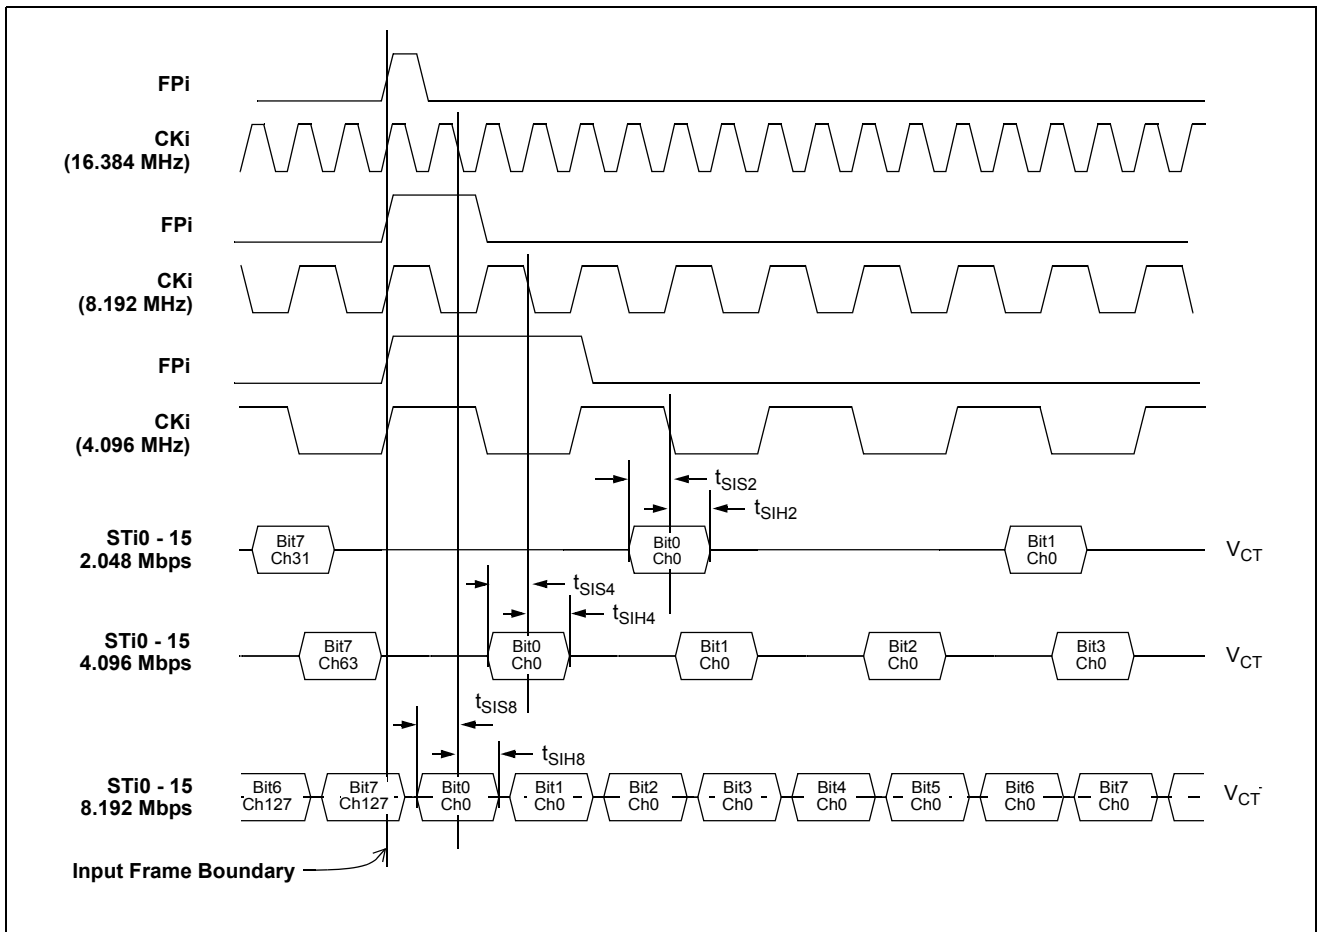 FPi
CKi
(16.384 MHz)
FPi
CKi
(8.192 MHz)
FPi
CKi
(4.096 MHz)
tSIS2
tSIH2
STi0 - 15
2.048 Mbps
Bit7
Ch31
Bit0
Ch0
Bit1
Ch0
VCT
tSIS4
tSIH4
STi0 - 15
4.096 Mbps
Bit7
Ch63
Bit0
Ch0
Bit1
Ch0
Bit2
Ch0
Bit3
Ch0
VCT
tSIS8
tSIH8
STi0 - 15
8.192 Mbps
Bit6
Ch127
Bit7
Ch127
Bit0
Ch0
Bit1
Ch0
Bit2
Ch0
Bit3
Ch0
Bit4
Ch0
Bit5
Ch0
Bit6
Ch0
Bit7
Ch0
VCT
Input Frame Boundary